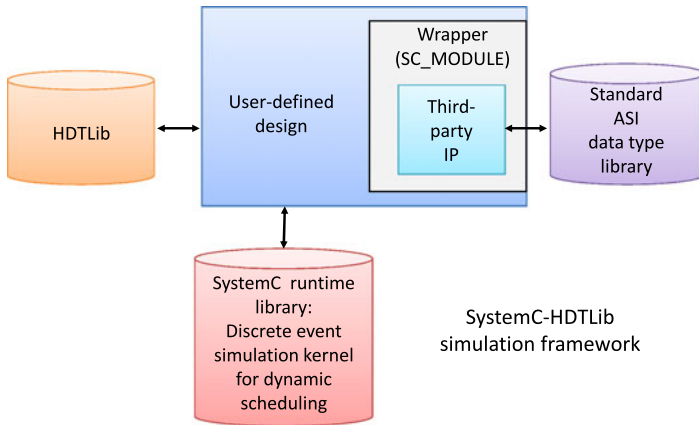 Wrapper
(SC_MODULE)
HDTLib
User-defined
design
Third-
party
IP
Standard
ASI
data type
library
SystemC runtime
library:
Discrete event
simulation kernel
for dynamic
scheduling
SystemC-HDTLib
simulation framework